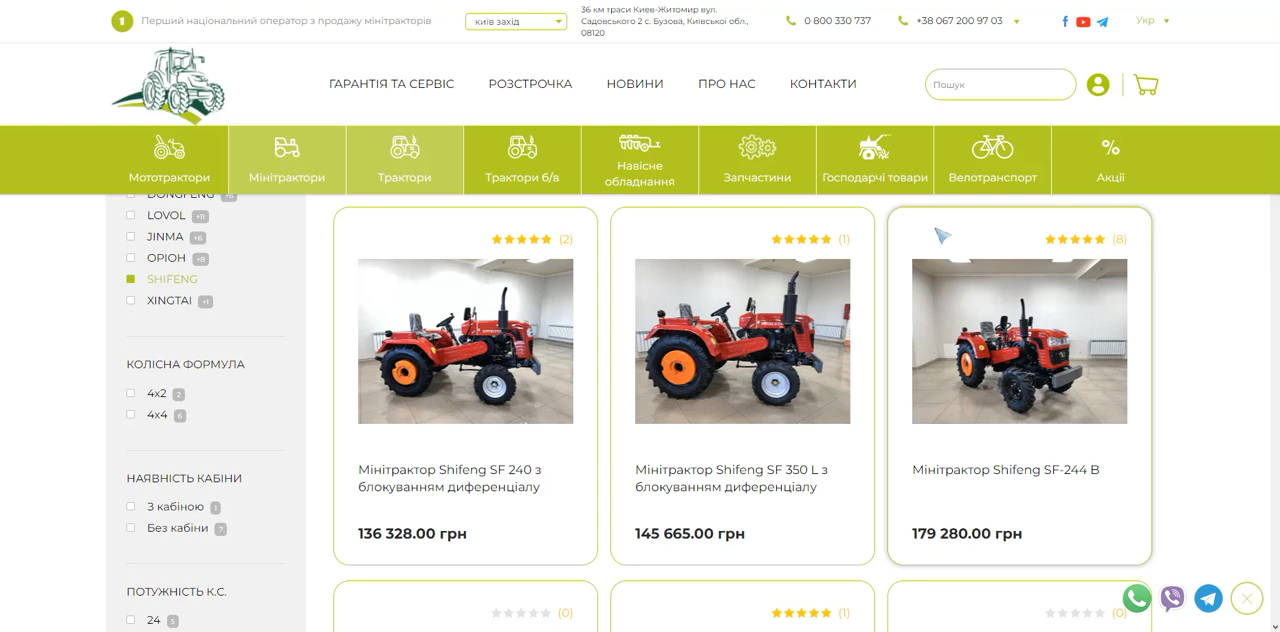 1 Перший національний оператор з продажу мінітракторів
київ захід
36 км траси Киев-Житомир вул.
Садовського 2 с. Бузова, Київської обл.,
08120
0 800 330 737
+38 067 200 97 03
Укр
ГАРАНТІЯ ТА СЕРВІС
РОЗСТРОЧКА
НОВИНИ
ПРО НАС
КОНТАКТИ
Пошук
Мототрактори
Мінітрактори
Трактори
Трактори б/в
Навісне
обладнання
Запчастини
Господарчі товари
Велотранспорт
%
Акції
DONGFENG
LOVOL +11
JINMA +6
ОРІОН +8
SHIFENG
XINGTAI +1
КОЛІСНА ФОРМУЛА
4х2 2
4х4 6
НАЯВНІСТЬ КАБІНИ
З кабіною 1
Без кабіни 7
ПОТУЖНІСТЬ К.С.
24 5
(2)
Мінітрактор Shifeng SF 240 з
блокуванням диференціалу
136 328.00 грн
(1)
Мінітрактор Shifeng SF 350 L з
блокуванням диференціалу
145 665.00 грн
(8)
Мінітрактор Shifeng SF-244 B
179 280.00 грн
(0)
(1)
(0)